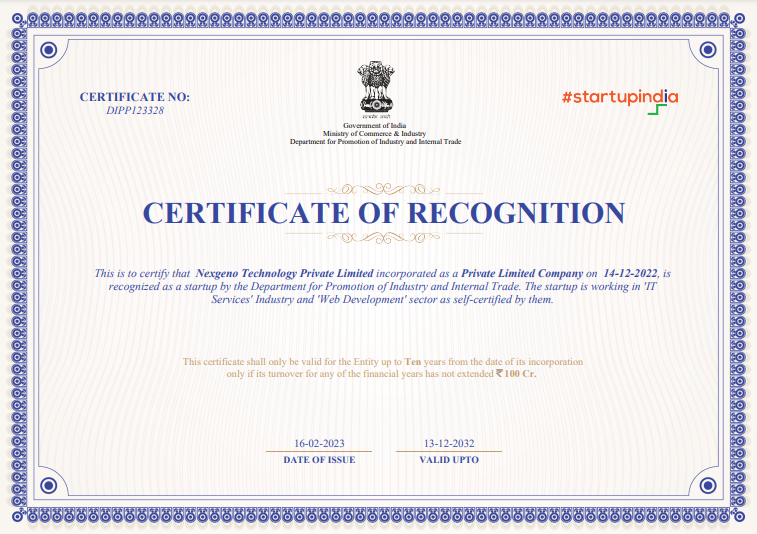 CERTIFICATE NO:
DIPP123328
सत्यमेव जयते
Government of India
Ministry of Commerce & Industry
Department for Promotion of Industry and Internal Trade
#startupindia
CERTIFICATE OF RECOGNITION
This is to certify that Nexgeno Technology Private Limited incorporated as a Private Limited Company on 14-12-2022, is
recognized as a startup by the Department for Promotion of Industry and Internal Trade. The startup is working in 'IT
Services' Industry and 'Web Development' sector as self-certified by them.
This certificate shall only be valid for the Entity up to Ten years from the date of its incorporation
only if its turnover for any of the financial years has not extended ₹100 Cr.
16-02-2023
DATE OF ISSUE
13-12-2032
VALID UPTO